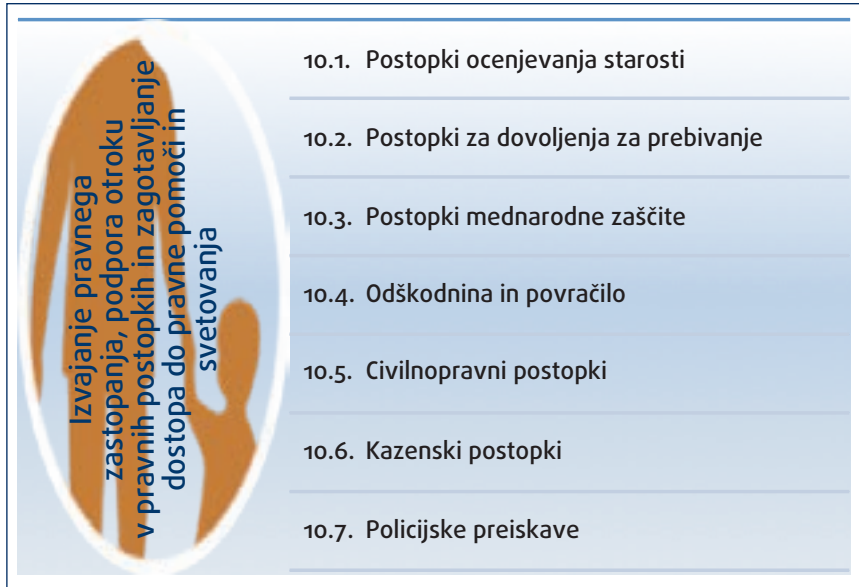 Izvajanje pravnega
zastopanja, podpora otroku
v pravnih postopkih in zagotavljanje
dostopa do pravne pomoči in
svetovanja
10.1. Postopki ocenjevanja starosti
10.2. Postopki za dovoljenja za prebivanje
10.3. Postopki mednarodne zaščite
10.4. Odškodnina in povračilo
10.5. Civilnopravni postopki
10.6. Kazenski postopki
10.7. Policijske preiskave